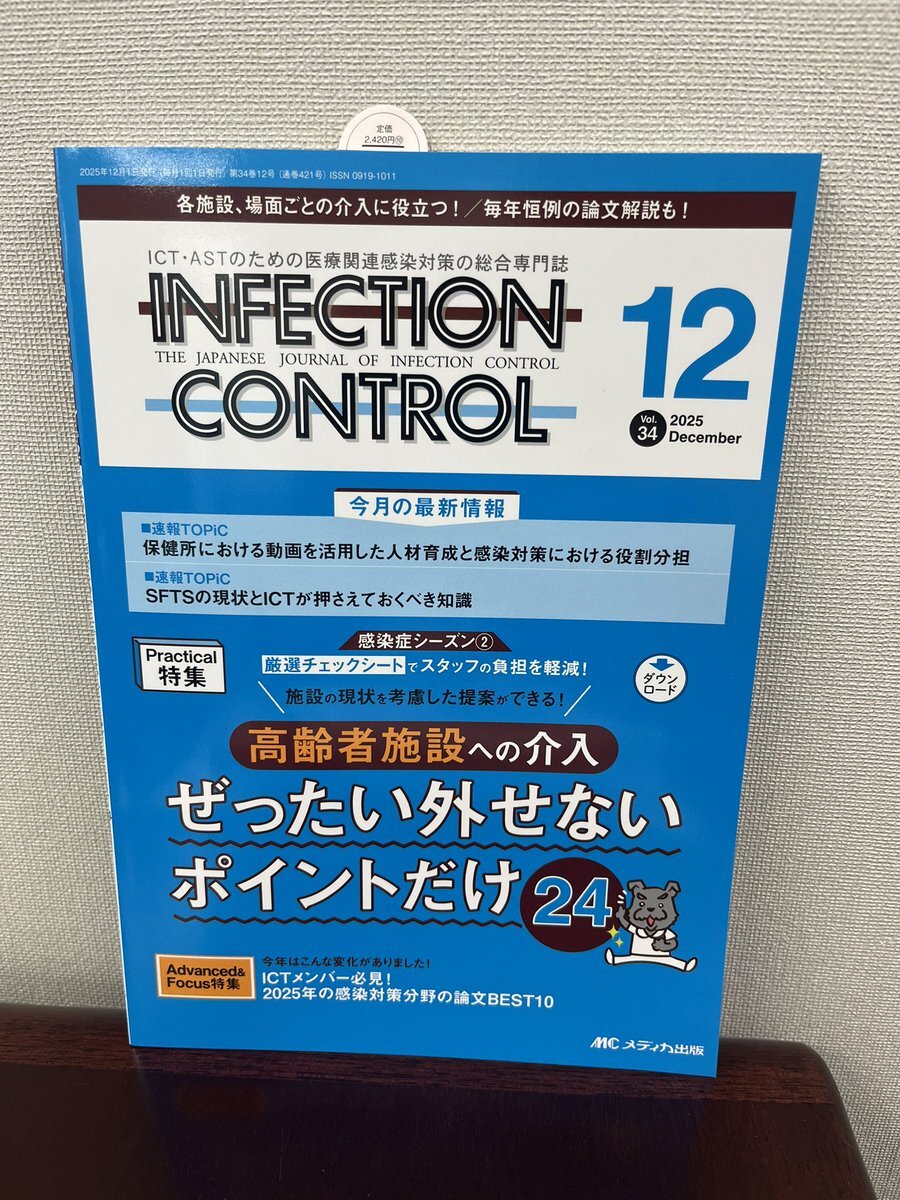 定価
2,420円⑩
2025年12月1日発行（毎月1回1日発行）第34巻12号（通巻421号）ISSN 0919-1011
各施設、場面ごとの介入に役立つ！／毎年恒例の論文解説も！
ICT・ASTのための医療関連感染対策の総合専門誌
INFECTION
THE JAPANESE JOURNAL OF INFECTION CONTROL
CONTROL
12
Vol.
34
2025
December
今月の最新情報
■速報TOPiC
保健所における動画を活用した人材育成と感染対策における役割分担
■速報TOPiC
SFTSの現状とICTが押さえておくべき知識
Practical
特集
感染症シーズン②
厳選チェックシートでスタッフの負担を軽減！
施設の現状を考慮した提案ができる！
ダウン
ロード
高齢者施設への介入
ぜったい外せない
ポイントだけ24
Advanced&
Focus特集
今年はこんな変化がありました！
ICTメンバー必見！
2025年の感染対策分野の論文BEST10
MCメディカ出版